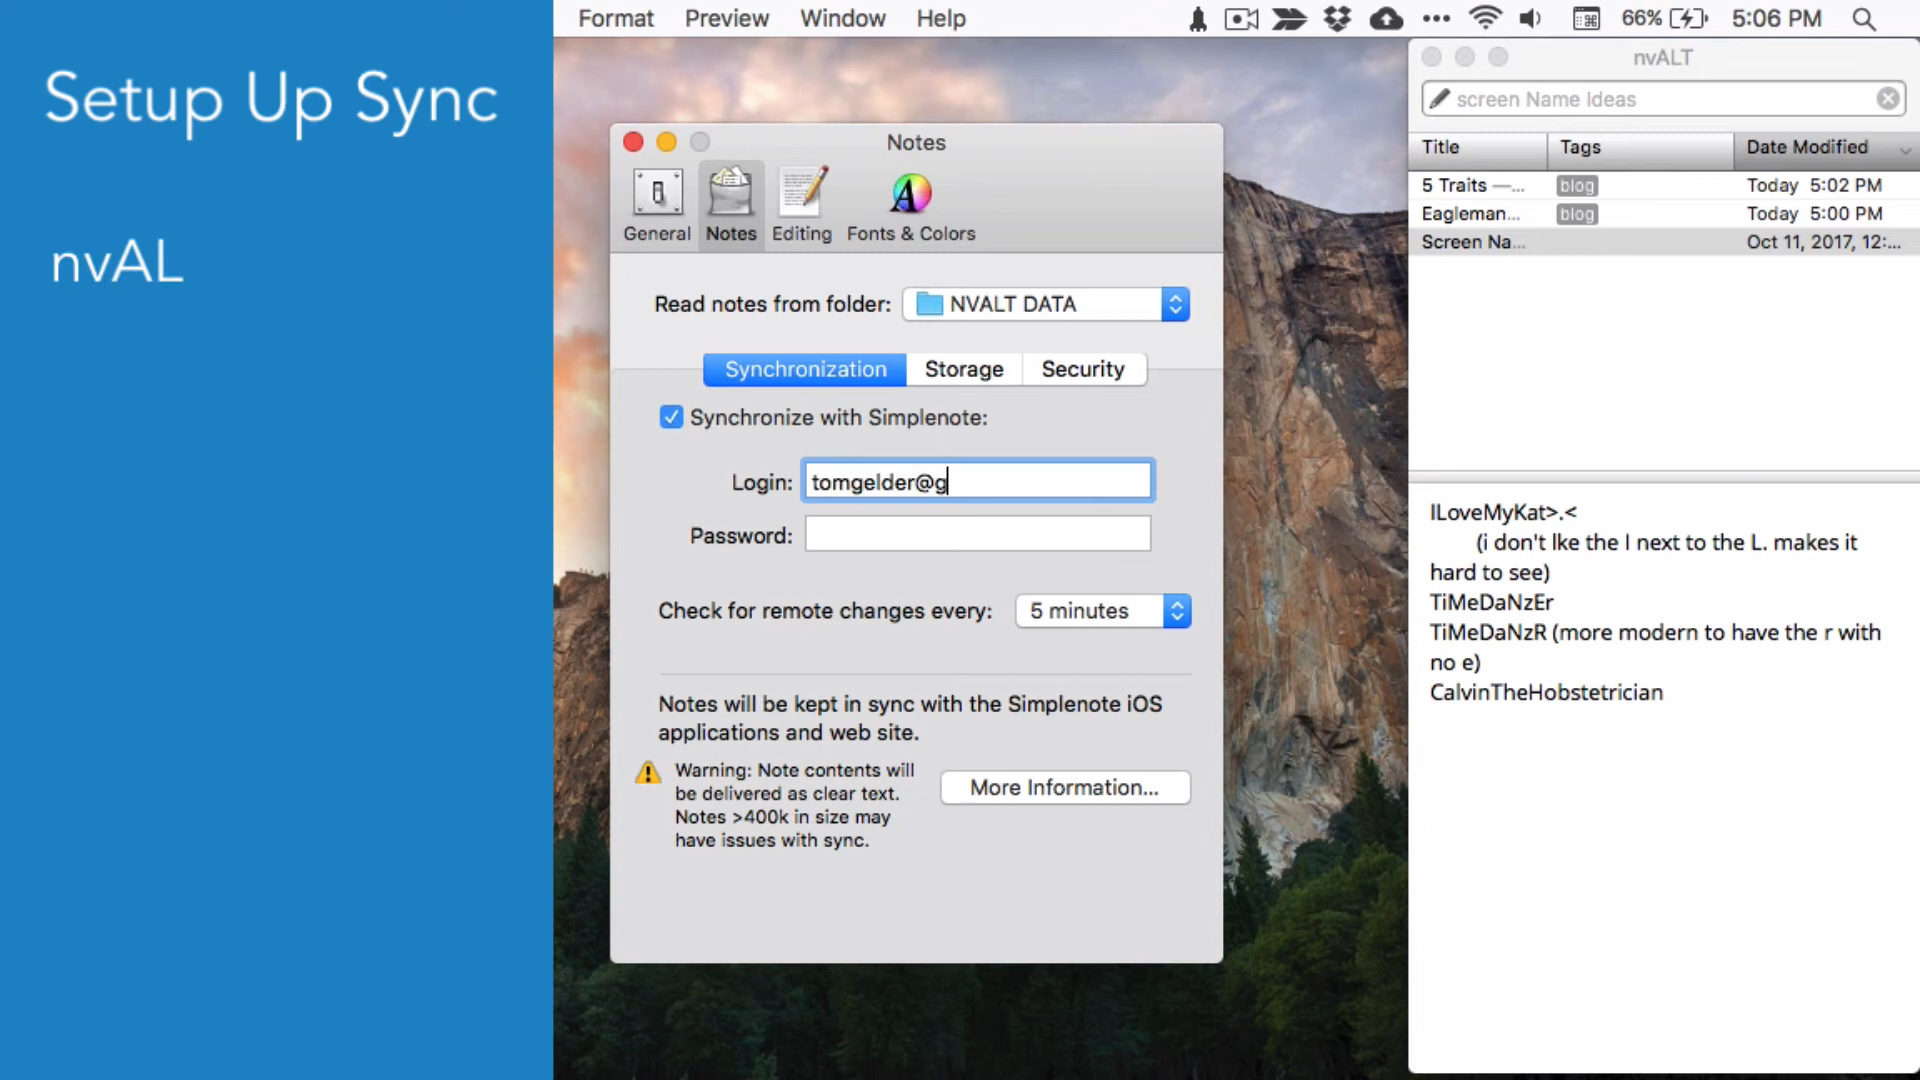 Setup Up Sync
nvAL
Format Preview Window Help
66% 5:06 PM
Notes
General Notes Editing Fonts & Colors
Read notes from folder: NVALT DATA
Synchronization Storage Security
Synchronize with Simplenote:
Login: tomgelder@g
Password:
Check for remote changes every: 5 minutes
Notes will be kept in sync with the Simplenote iOS
applications and web site.
Warning: Note contents will
be delivered as clear text.
Notes >400k in size may
have issues with sync.
More Information...
nvALT
screen Name Ideas
Title Tags Date Modified
5 Traits —... blog Today 5:02 PM
Eagleman... blog Today 5:00 PM
Screen Na... Oct 11, 2017, 12:...
ILoveMyKat>.<
(i don't lke the I next to the L. makes it
hard to see)
TiMeDaNzEr
TiMeDaNzR (more modern to have the r with
no e)
CalvinTheHobstetrician